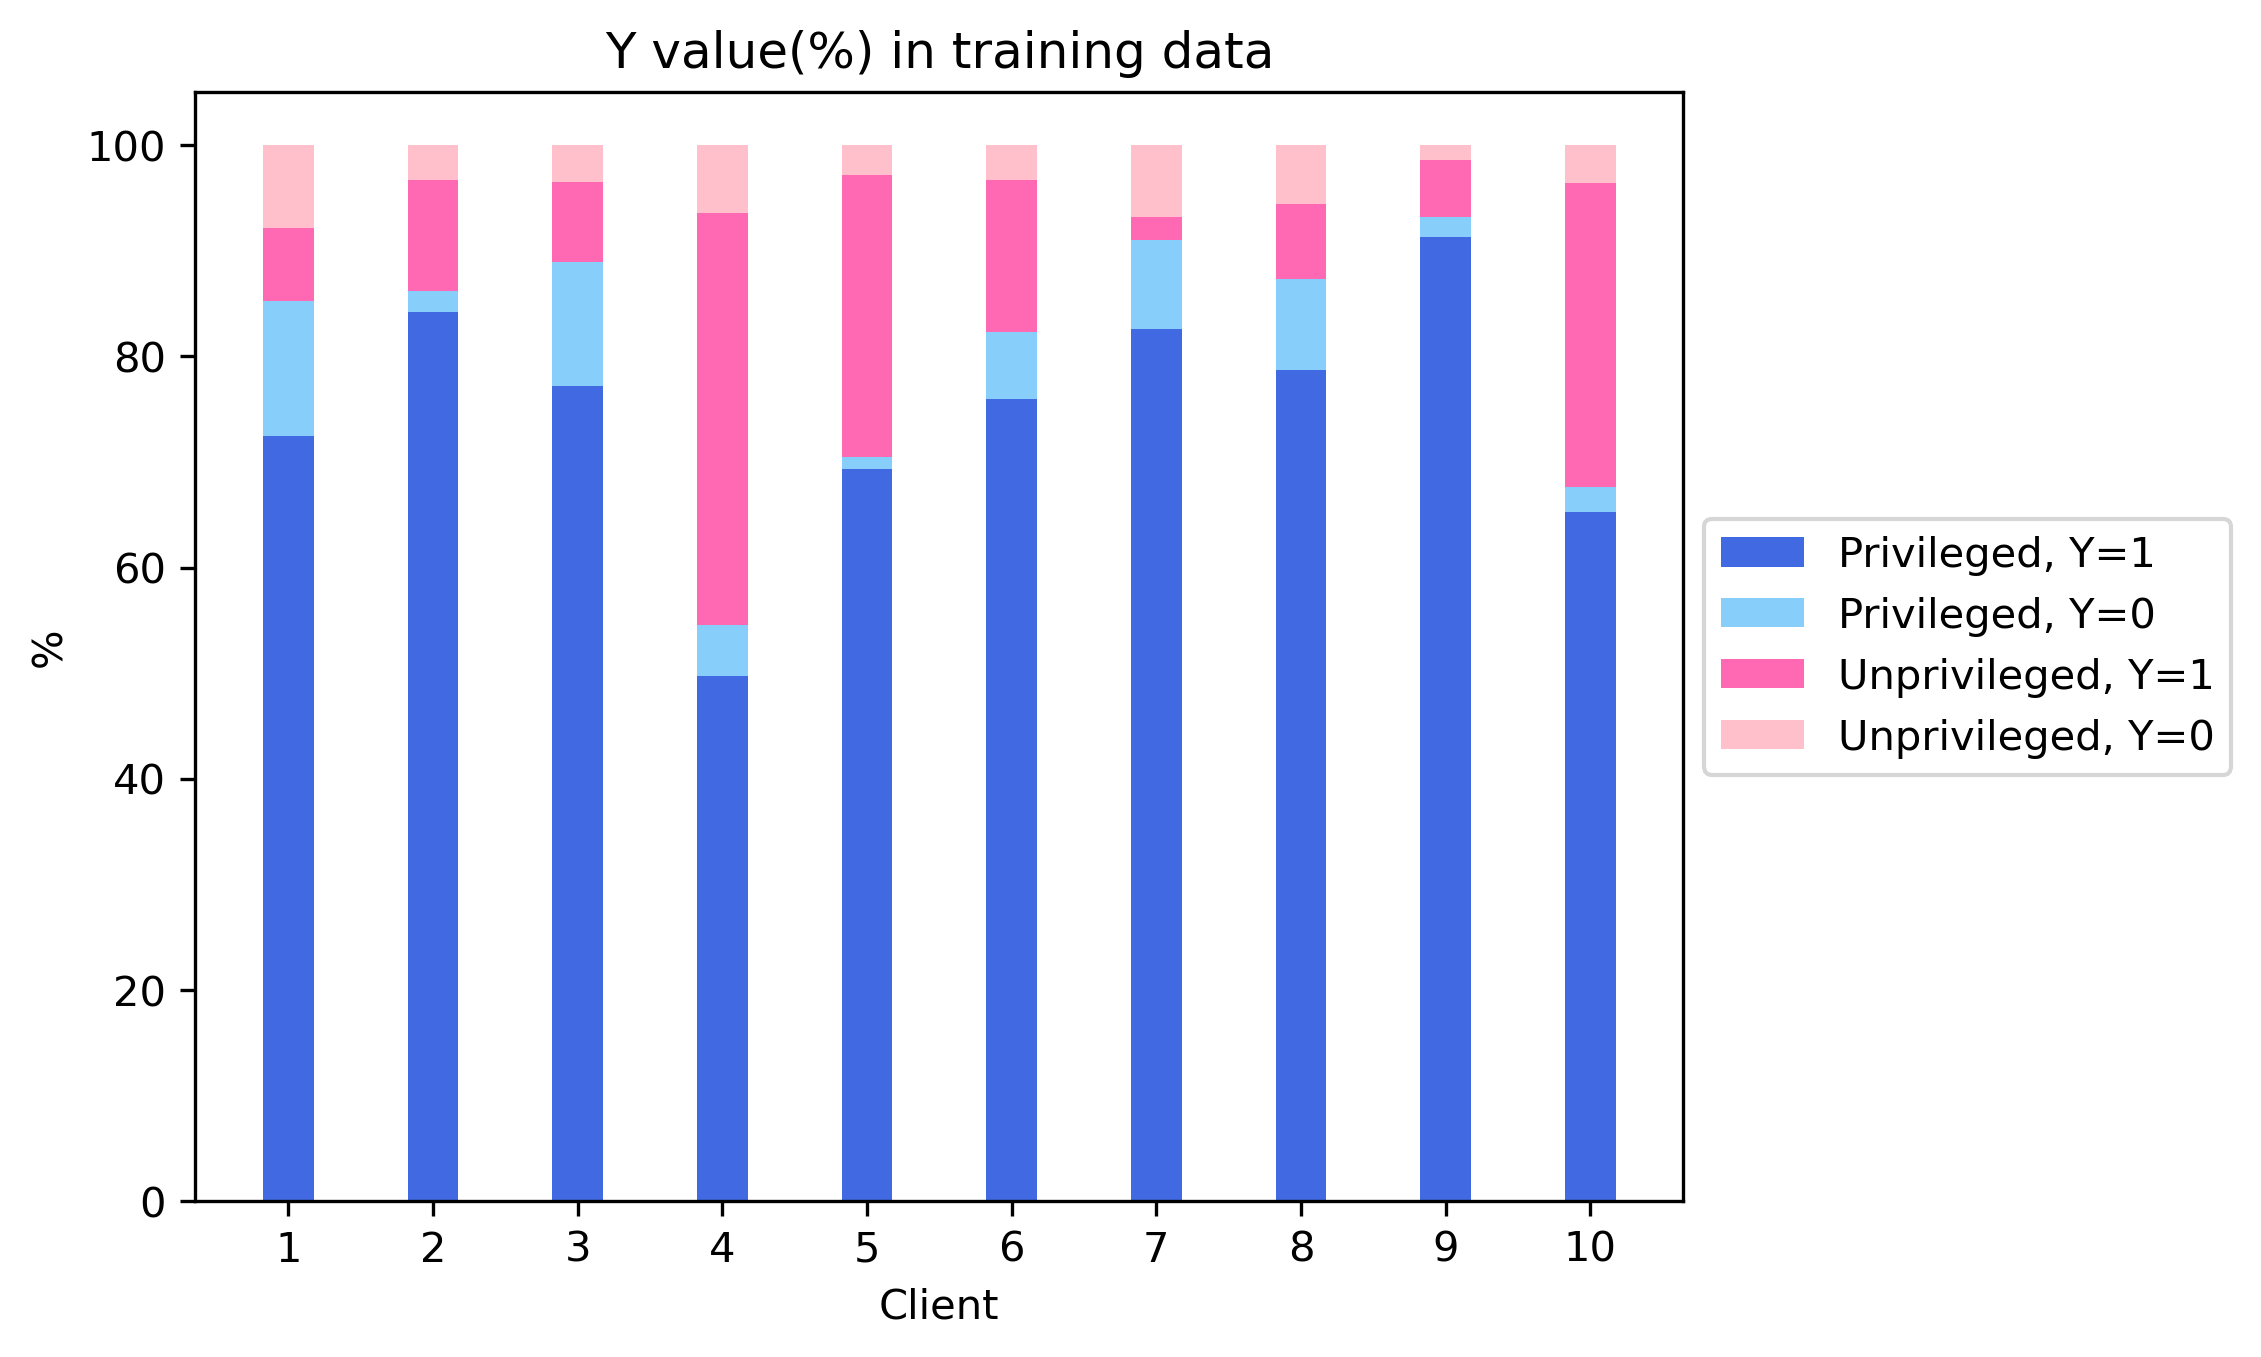 Y value(%) in training data
100
80
60
40
20
0
%
1 2 3 4 5 6 7 8 9 10
Client
Privileged, Y=1
Privileged, Y=0
Unprivileged, Y=1
Unprivileged, Y=0